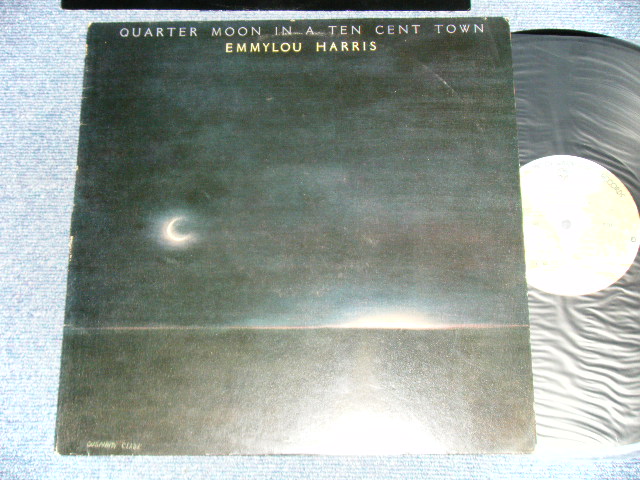 QUARTER MOON IN A TEN CENT TOWN
EMMYLOU HARRIS